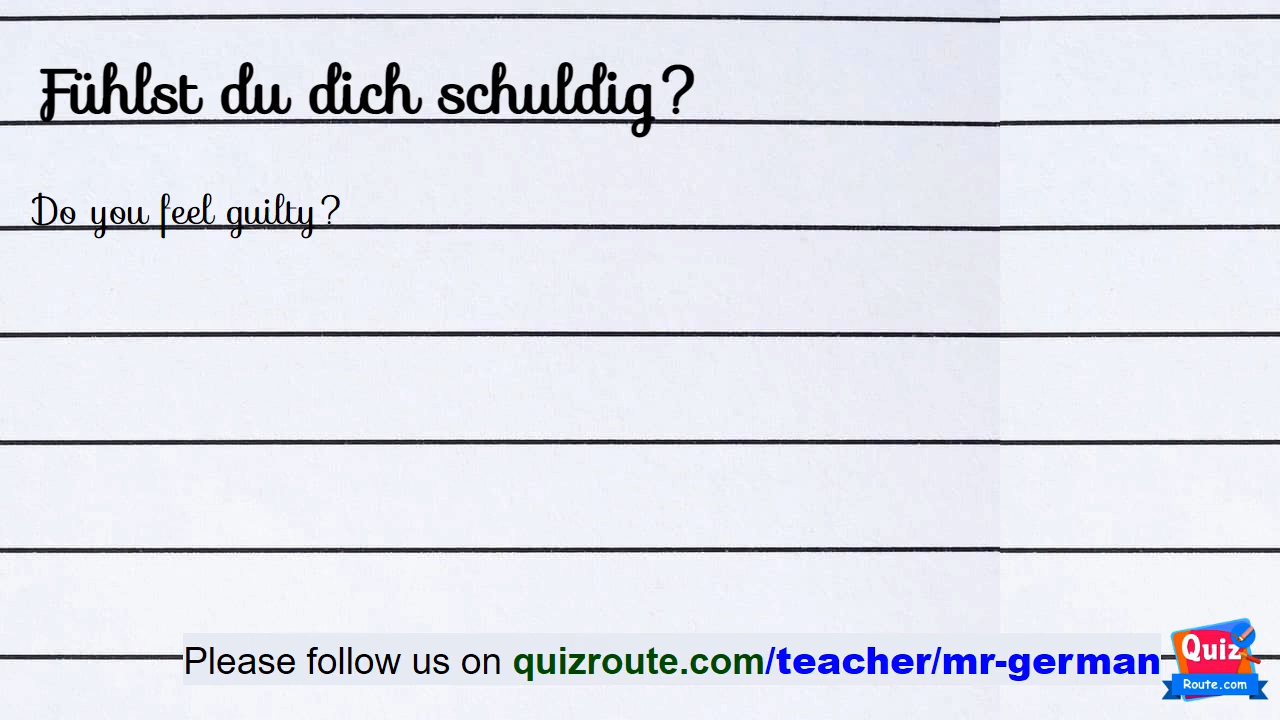 Fühlst du dich schuldig?
Do you feel guilty?
Please follow us on quizroute.com/teacher/mr-german
Quiz
Route.com